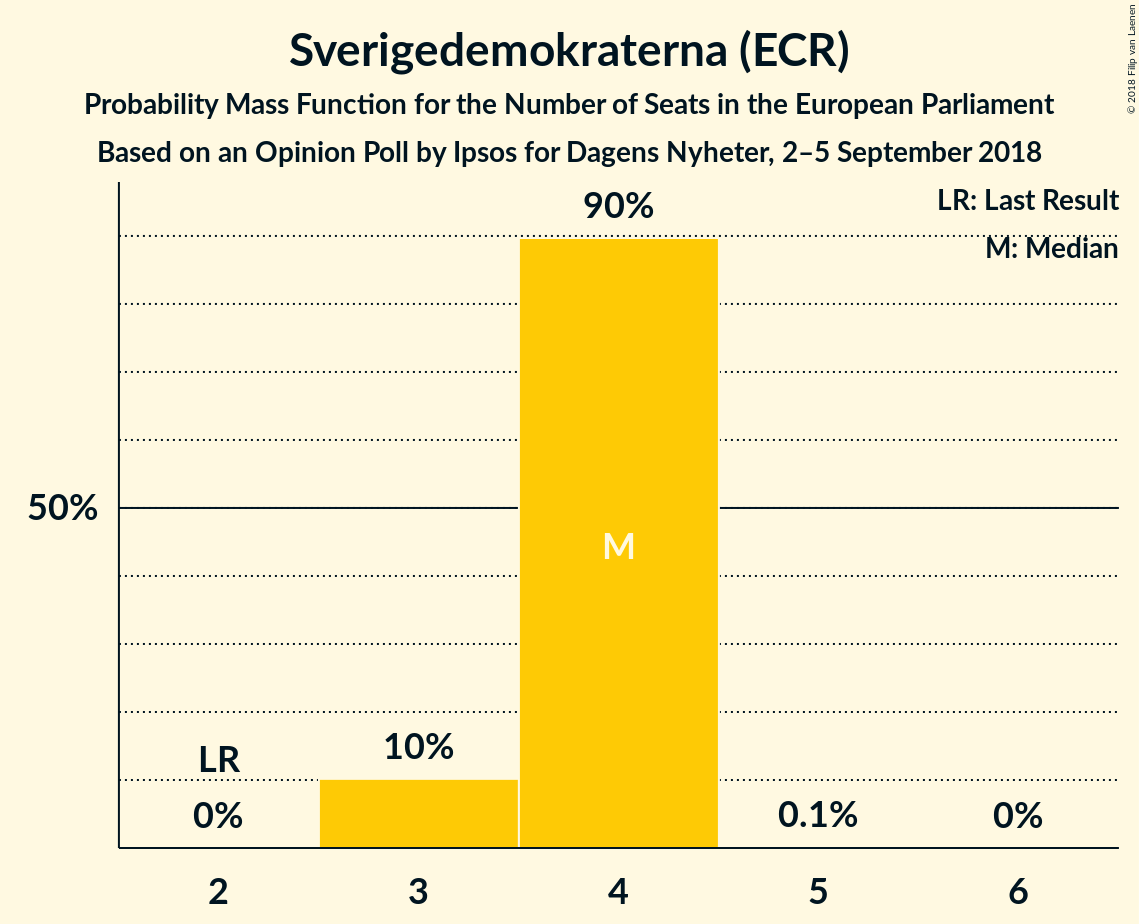 Sverigedemokraterna (ECR)
Probability Mass Function for the Number of Seats in the European Parliament
Based on an Opinion Poll by Ipsos for Dagens Nyheter, 2–5 September 2018
© 2018 Filip van Laenen
LR: Last Result
M: Median
90%
50%
M
LR
10%
0%
0.1%
0%
2 3 4 5 6